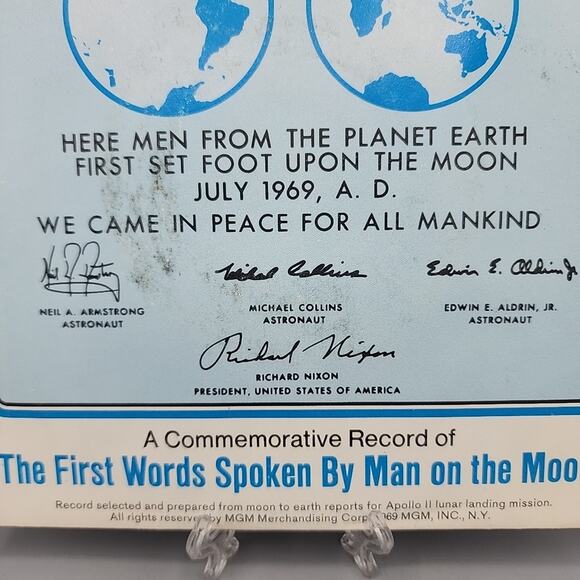 HERE MEN FROM THE PLANET EARTH
FIRST SET FOOT UPON THE MOON
JULY 1969, A. D.
WE CAME IN PEACE FOR ALL MANKIND
Neil A. Armstrong
Michael Collins
Edwin E. Aldrin Jr
NEIL A. ARMSTRONG
ASTRONAUT
MICHAEL COLLINS
ASTRONAUT
EDWIN E. ALDRIN, JR.
ASTRONAUT
Richard Nixon
RICHARD NIXON
PRESIDENT, UNITED STATES OF AMERICA
A Commemorative Record of
The First Words Spoken By Man on the Moo
Record selected and prepared from moon to earth reports for Apollo II lunar landing mission.
All rights reserve by MGM Merchandising Corp 69 MGM, INC., N.Y.